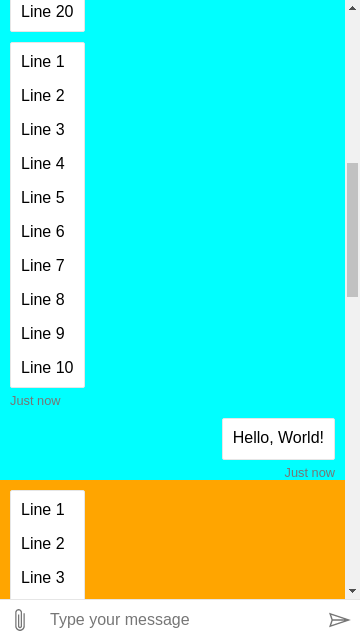 Line 20
Line 1
Line 2
Line 3
Line 4
Line 5
Line 6
Line 7
Line 8
Line 9
Line 10
Just now
Hello, World!
Just now
Line 1
Line 2
Line 3
Type your message